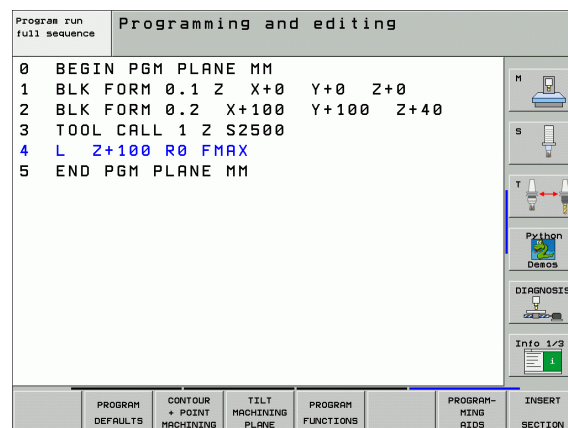 Program run
full sequence
Programming and editing
0 BEGIN PGM PLANE MM
1 BLK FORM 0.1 Z X+0 Y+0 Z+0
2 BLK FORM 0.2 X+100 Y+100 Z+40
3 TOOL CALL 1 Z S2500
4 L Z+100 R0 FMAX
5 END PGM PLANE MM
M
S
T
Python
Demos
DIAGNOSIS
Info 1/3
i
PROGRAM
DEFAULTS
CONTOUR
+ POINT
MACHINING
TILT
MACHINING
PLANE
PROGRAM
FUNCTIONS
PROGRAM-
MING
AIDS
INSERT
SECTION